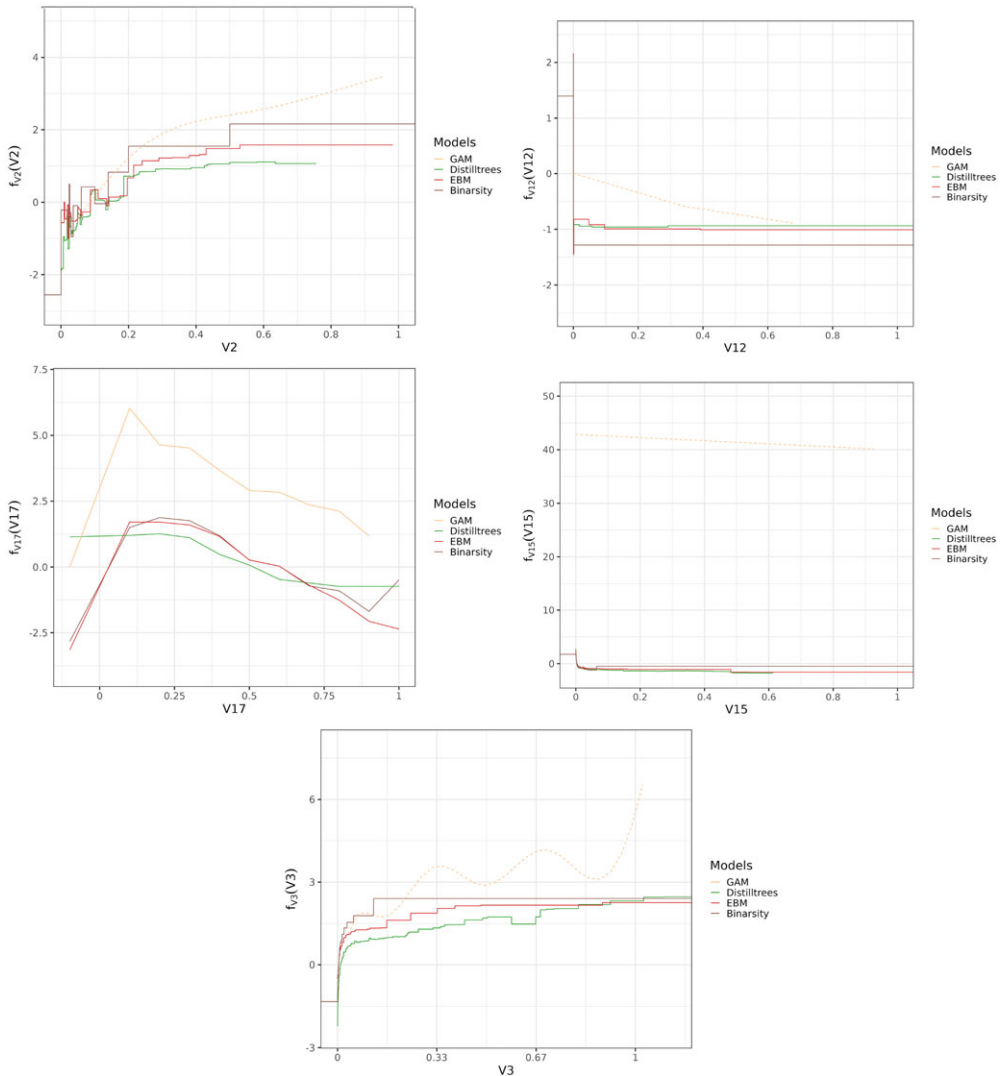 4
2
0
-2
f_V2(V2)
0
0.2
0.4
0.6
0.8
1
V2
Models
GAM
Distilltrees
EBM
Binarsity
2
1
0
-1
-2
f_V12(V12)
0
0.2
0.4
0.6
0.8
1
V12
Models
GAM
Distilltrees
EBM
Binarsity
7.5
5.0
2.5
0.0
-2.5
f_V17(V17)
0
0.25
0.5
0.75
1
V17
Models
GAM
Distilltrees
EBM
Binarsity
50
40
30
20
10
0
f_V15(V15)
0
0.2
0.4
0.6
0.8
1
V15
Models
GAM
Distilltrees
EBM
Binarsity
6
3
0
-3
f_V3(V3)
0
0.33
0.67
1
V3
Models
GAM
Distilltrees
EBM
Binarsity